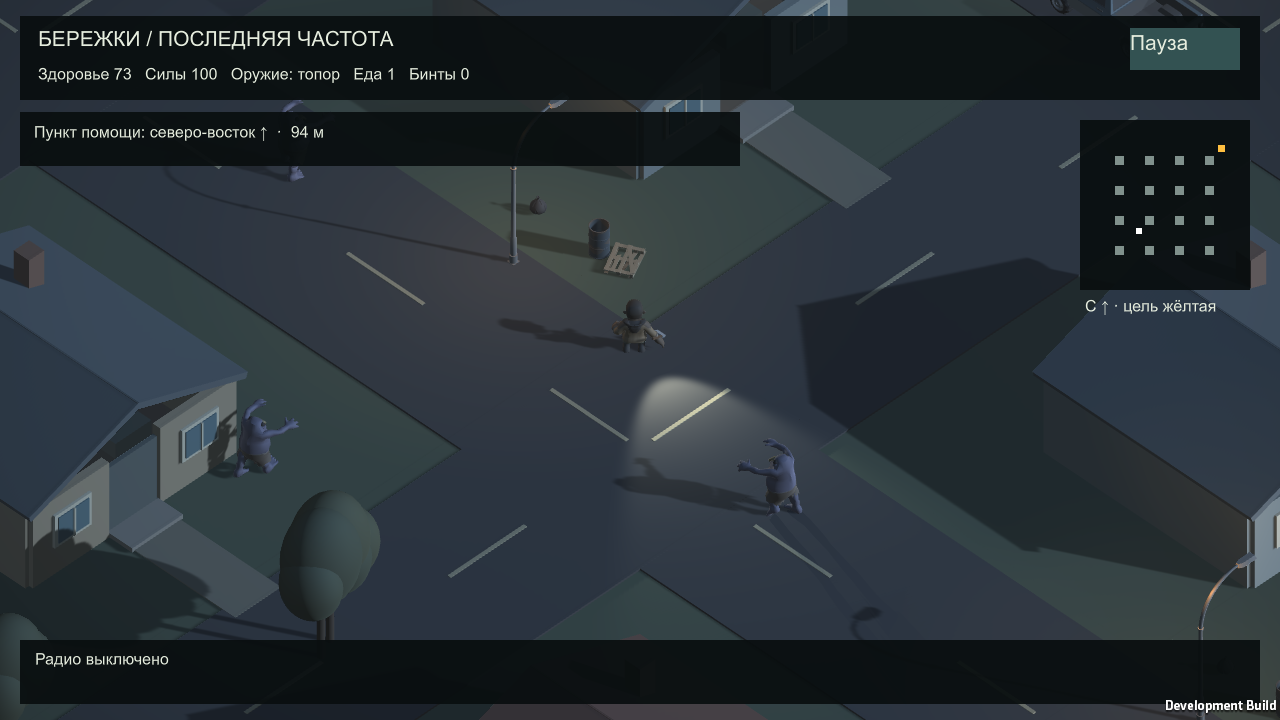 БЕРЕЖКИ / ПОСЛЕДНЯЯ ЧАСТОТА
Пауза
Здоровье 73 Силы 100 Оружие: топор Еда 1 Бинты 0
Пункт помощи: северо-восток ↑ · 94 м
С ↑ · цель жёлтая
Радио выключено
Development Build